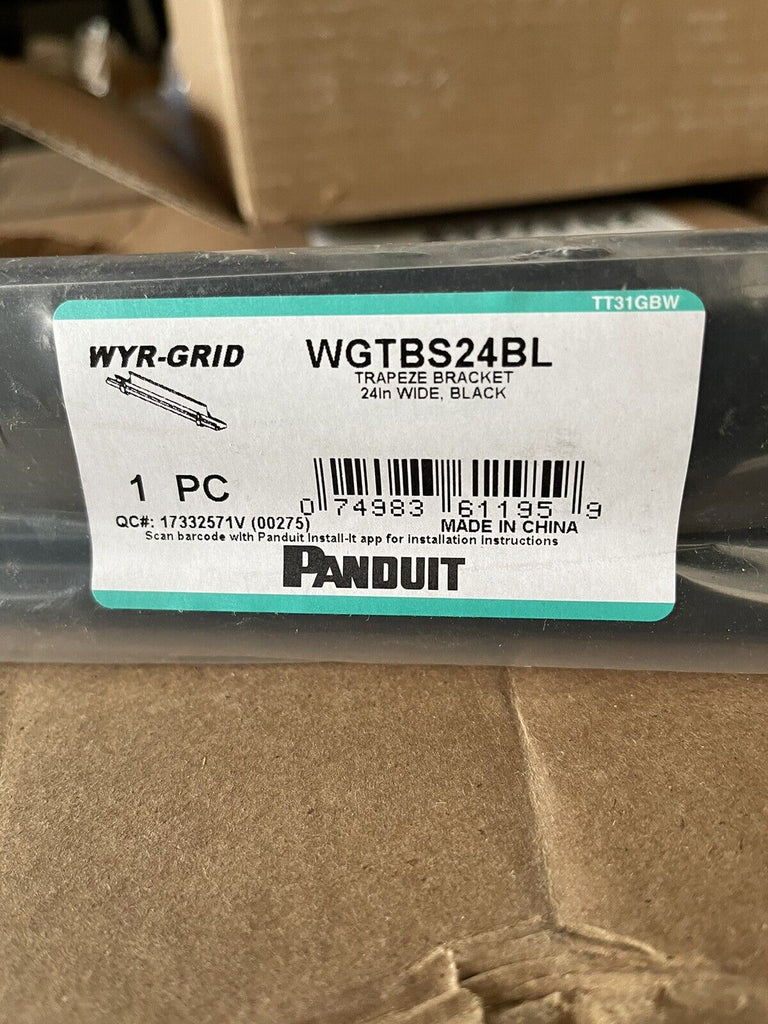 TT31GBW
WYR-GRID
WGTBS24BL
TRAPEZE BRACKET
24In WIDE, BLACK
1 PC
0 74983 61195 9
QC#: 17332571V (00275)
MADE IN CHINA
Scan barcode with Panduit Install-It app for installation instructions
PANDUIT